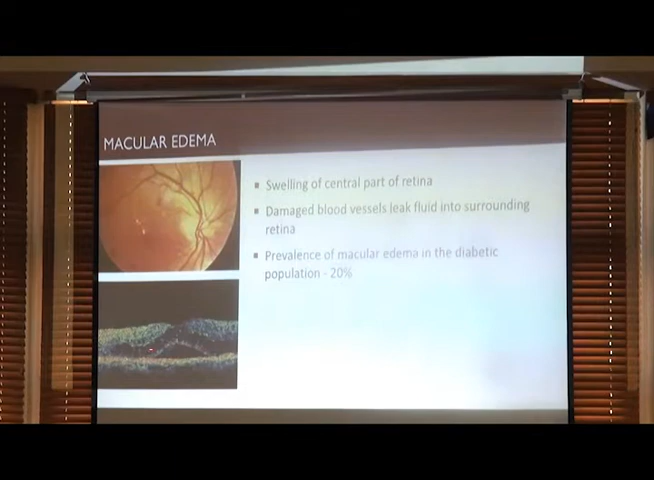 MACULAR EDEMA
▪ Swelling of central part of retina
▪ Damaged blood vessels leak fluid into surrounding
retina
▪ Prevalence of macular edema in the diabetic
population - 20%